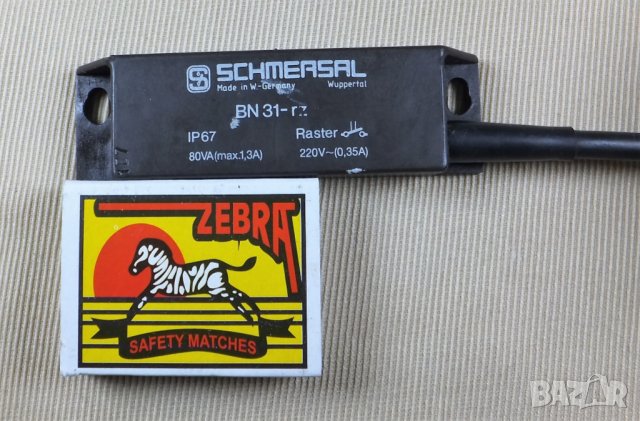 SCHMERSAL
Made in W.-Germany Wuppertal
BN 31-rz
IP67 Raster
80VA(max.1,3A) 220V~(0,35A)
ZEBRA
SAFETY MATCHES
BAZAR